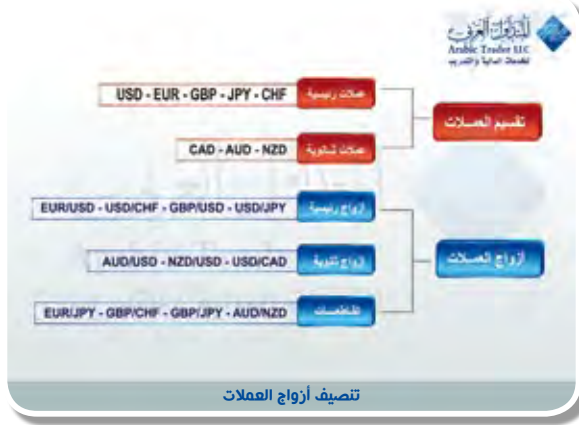 المتداول العربي
Arabic Trader LLC
للخدمات المالية والتدريب
تقسيم العملات
عملات رئيسية
USD - EUR - GBP - JPY - CHF
عملات ثانوية
CAD - AUD - NZD
أزواج العملات
أزواج رئيسية
EUR/USD - USD/CHF - GBP/USD - USD/JPY
أزواج ثانوية
AUD/USD - NZD/USD - USD/CAD
تقاطعات
EUR/JPY - GBP/CHF - GBP/JPY - AUD/NZD
تنصيف أزواج العملات